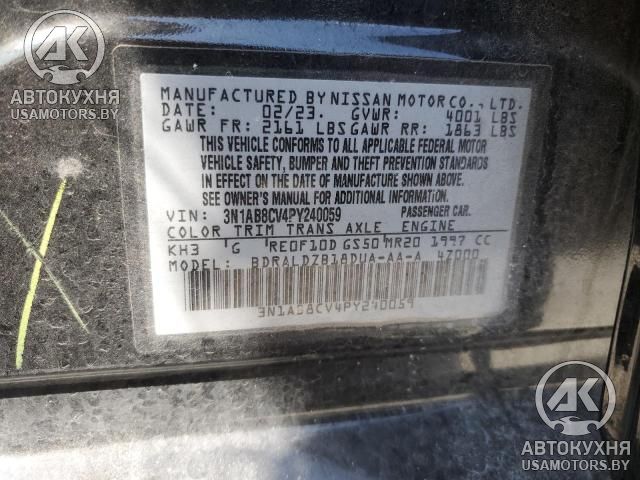 AK
АВТОКУХНЯ
USAMOTORS.BY
MANUFACTURED BY NISSAN MOTOR CO., LTD.
DATE: 02/23. GVWR: 4001 LBS
GAWR FR: 2161 LBS GAWR RR: 1863 LBS
THIS VEHICLE CONFORMS TO ALL APPLICABLE FEDERAL MOTOR
VEHICLE SAFETY, BUMPER AND THEFT PREVENTION STANDARDS
IN EFFECT ON THE DATE OF MANUFACTURE SHOWN ABOVE.
SEE OWNER'S MANUAL FOR ADDITIONAL INFORMATION.
VIN: 3N1AB8CV4PY240059 PASSENGER CAR.
COLOR TRIM TRANS AXLE ENGINE
KH3 G RE0F10D GS50 MR20 1997 CC
MODEL: BDRALDZB18DUA-AA-A 4Z000
3N1AB8CV4PY240059
AK
АВТОКУХНЯ
USAMOTORS.BY